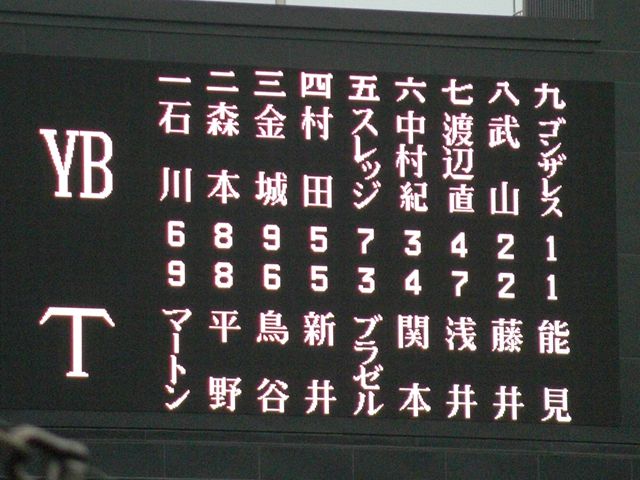 YB
一 石川 6
二 森本 8
三 金城 9
四 村田 5
五 スレッジ 7
六 中村紀 3
七 渡辺直 4
八 武山 2
九 ゴンザレス 1
T
9 マートン
8 平野
6 鳥谷
5 新井
3 ブラゼル
4 関本
7 浅井
2 藤井
1 能見